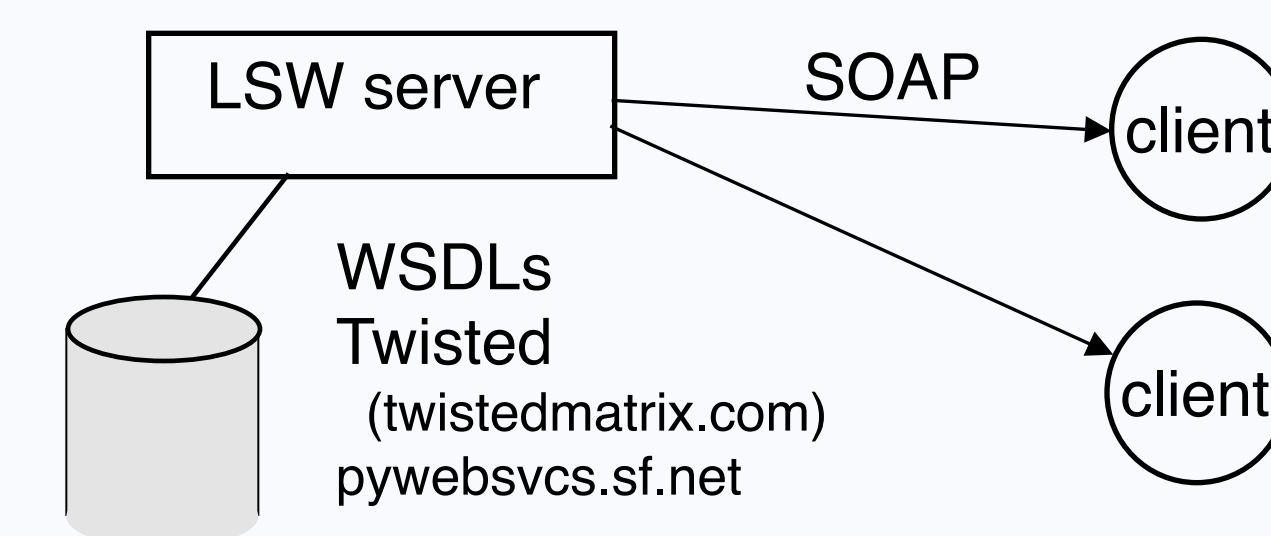 LSW server
SOAP
client
WSDLs
Twisted
(twistedmatrix.com)
client
pywebsvcs.sf.net